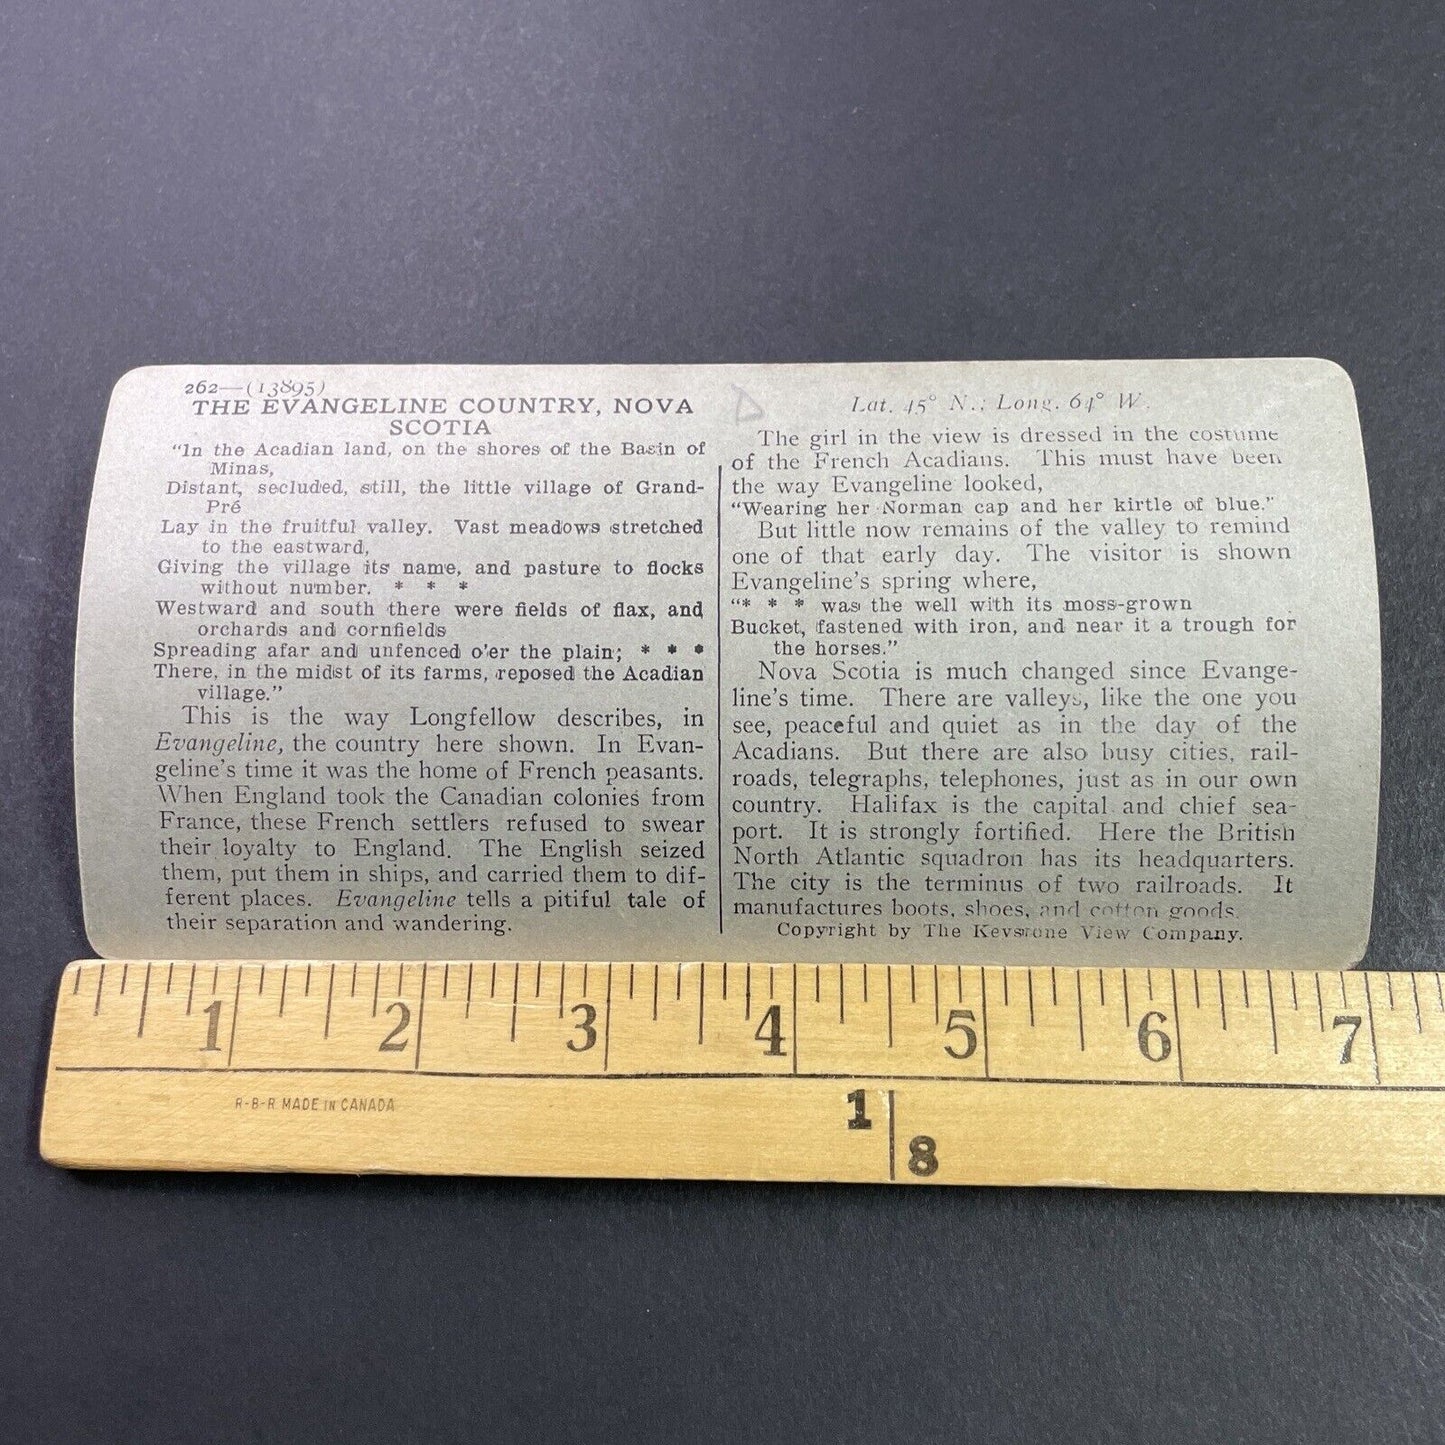 262—(13895)
THE EVANGELINE COUNTRY, NOVA
SCOTIA
"In the Acadian land, on the shores of the Basin of
Minas,
Distant, secluded, still, the little village of Grand-
Pré
Lay in the fruitful valley. Vast meadows stretched
to the eastward,
Giving the village its name, and pasture to flocks
without number. * * *
Westward and south there were fields of flax, and
orchards and cornfields
Spreading afar and unfenced o'er the plain; * * *
There, in the midst of its farms, reposed the Acadian
village."
This is the way Longfellow describes, in
Evangeline, the country here shown. In Evan-
geline's time it was the home of French peasants.
When England took the Canadian colonies from
France, these French settlers refused to swear
their loyalty to England. The English seized
them, put them in ships, and carried them to dif-
ferent places. Evangeline tells a pitiful tale of
their separation and wandering.
D
Lat. 45° N.; Long. 64° W.
The girl in the view is dressed in the costume
of the French Acadians. This must have been
the way Evangeline looked,
"Wearing her Norman cap and her kirtle of blue."
But little now remains of the valley to remind
one of that early day. The visitor is shown
Evangeline's spring where,
"* * * was the well with its moss-grown
Bucket, fastened with iron, and near it a trough for
the horses."
Nova Scotia is much changed since Evange-
line's time. There are valleys, like the one you
see, peaceful and quiet as in the day of the
Acadians. But there are also busy cities, rail-
roads, telegraphs, telephones, just as in our own
country. Halifax is the capital and chief sea-
port. It is strongly fortified. Here the British
North Atlantic squadron has its headquarters.
The city is the terminus of two railroads. It
manufactures boots, shoes, and cotton goods.
Copyright by The Keystone View Company.
1 2 3 4 5 6 7
R-B-R MADE IN CANADA
1
8